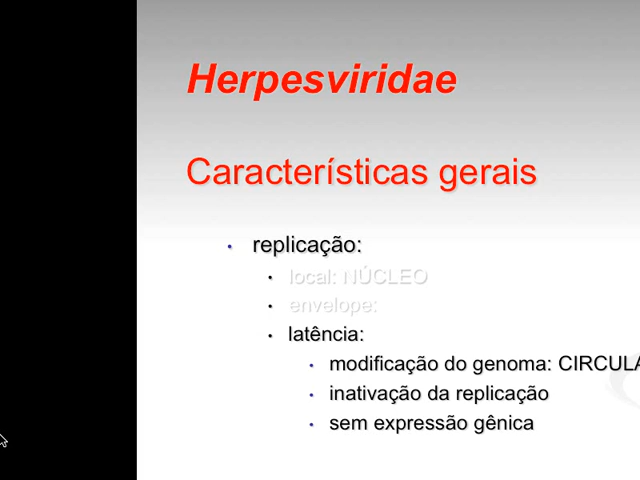 Herpesviridae
Características gerais
replicação:
local: NÚCLEO
envelope:
latência:
modificação do genoma: CIRCULA
inativação da replicação
sem expressão gênica